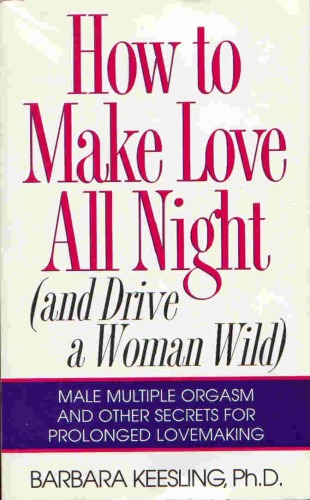 How to
Make Love
All Night
(and Drive
a Woman Wild)
MALE MULTIPLE ORGASM
AND OTHER SECRETS FOR
PROLONGED LOVEMAKING
BARBARA KEESLING, Ph.D.